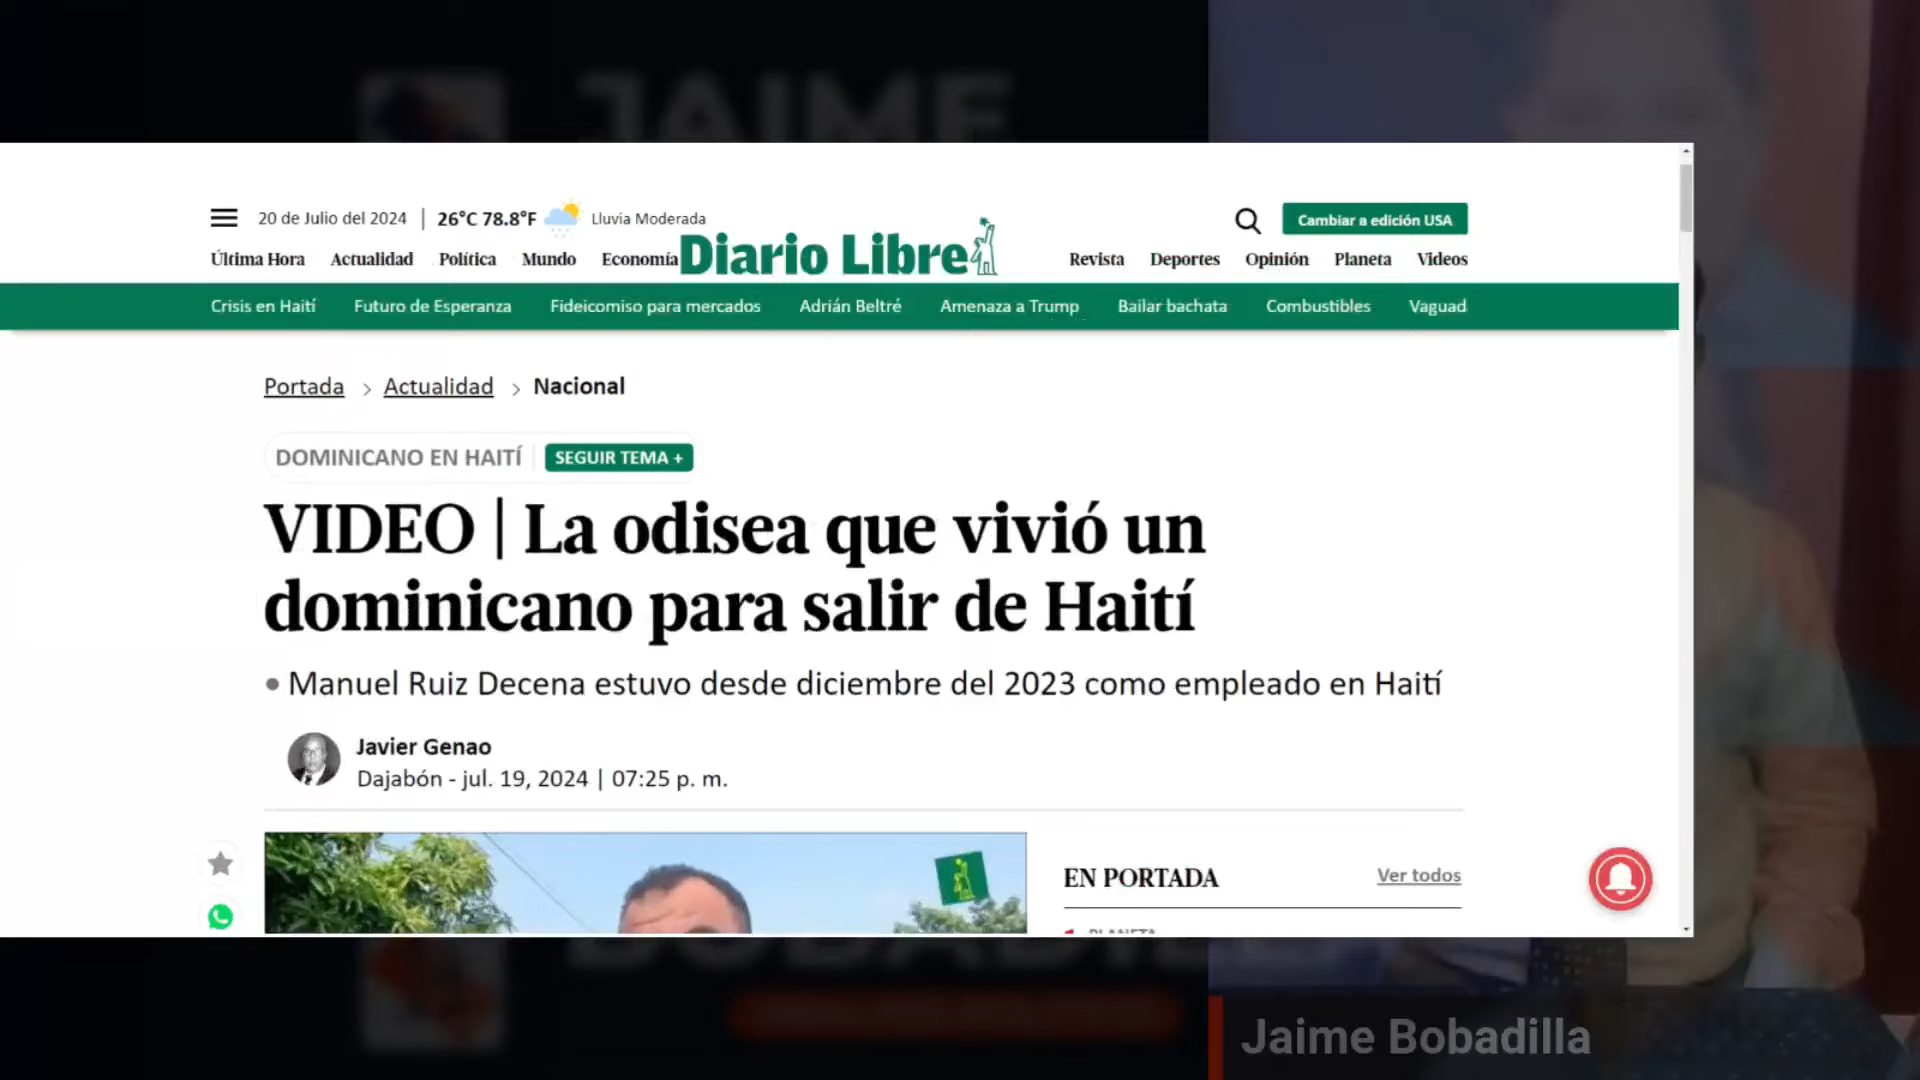 JAIME
20 de Julio del 2024 | 26°C 78.8°F Lluvia Moderada
Cambiar a edición USA
Última Hora Actualidad Política Mundo Economía Diario Libre Revista Deportes Opinión Planeta Videos
Crisis en Haití Futuro de Esperanza Fideicomiso para mercados Adrián Beltré Amenaza a Trump Bailar bachata Combustibles Vaguad
Portada > Actualidad > Nacional
DOMINICANO EN HAITÍ | SEGUIR TEMA +
VIDEO | La odisea que vivió un
dominicano para salir de Haití
• Manuel Ruiz Decena estuvo desde diciembre del 2023 como empleado en Haití
Javier Genao
Dajabón - jul. 19, 2024 | 07:25 p. m.
EN PORTADA Ver todos
PLANETA
Jaime Bobadilla